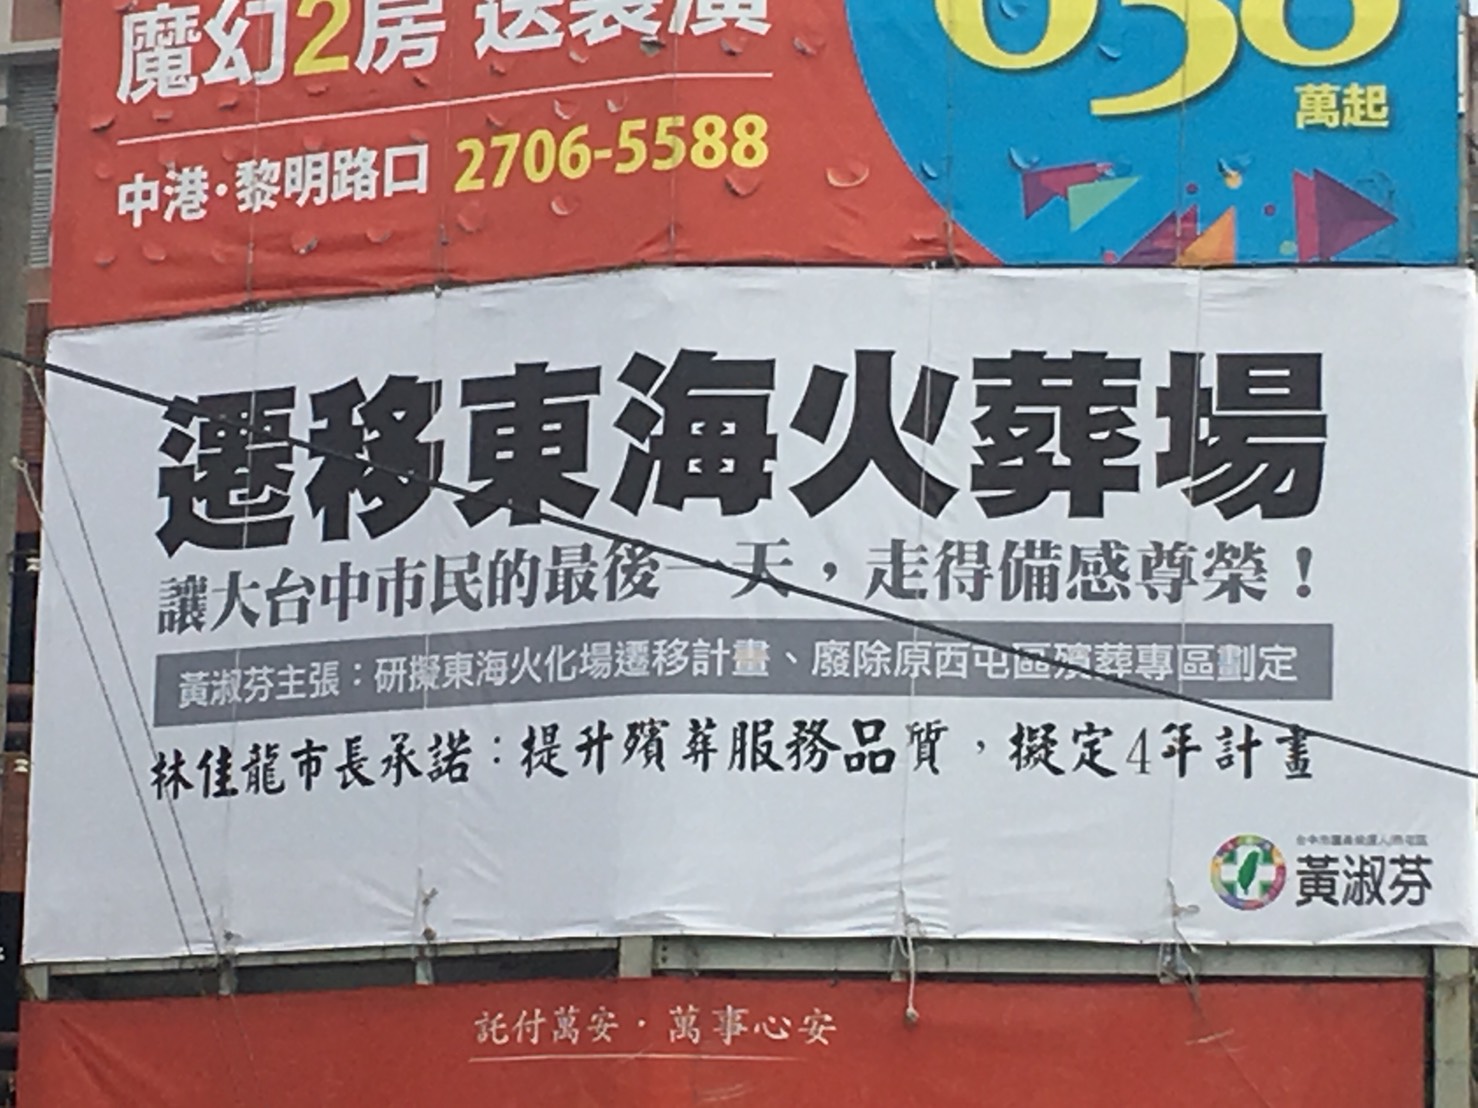 魔幻2房 送裝潢
萬起
中港·黎明路口 2706-5588
遷移東海火葬場
讓大台中市民的最後一天，走得備感尊榮！
黃淑芬主張：研擬東海火化場遷移計畫、廢除原西屯區殯葬專區劃定
林佳龍市長承諾：提升殯葬服務品質，擬定4年計畫
黃淑芬
託付萬安·萬事心安